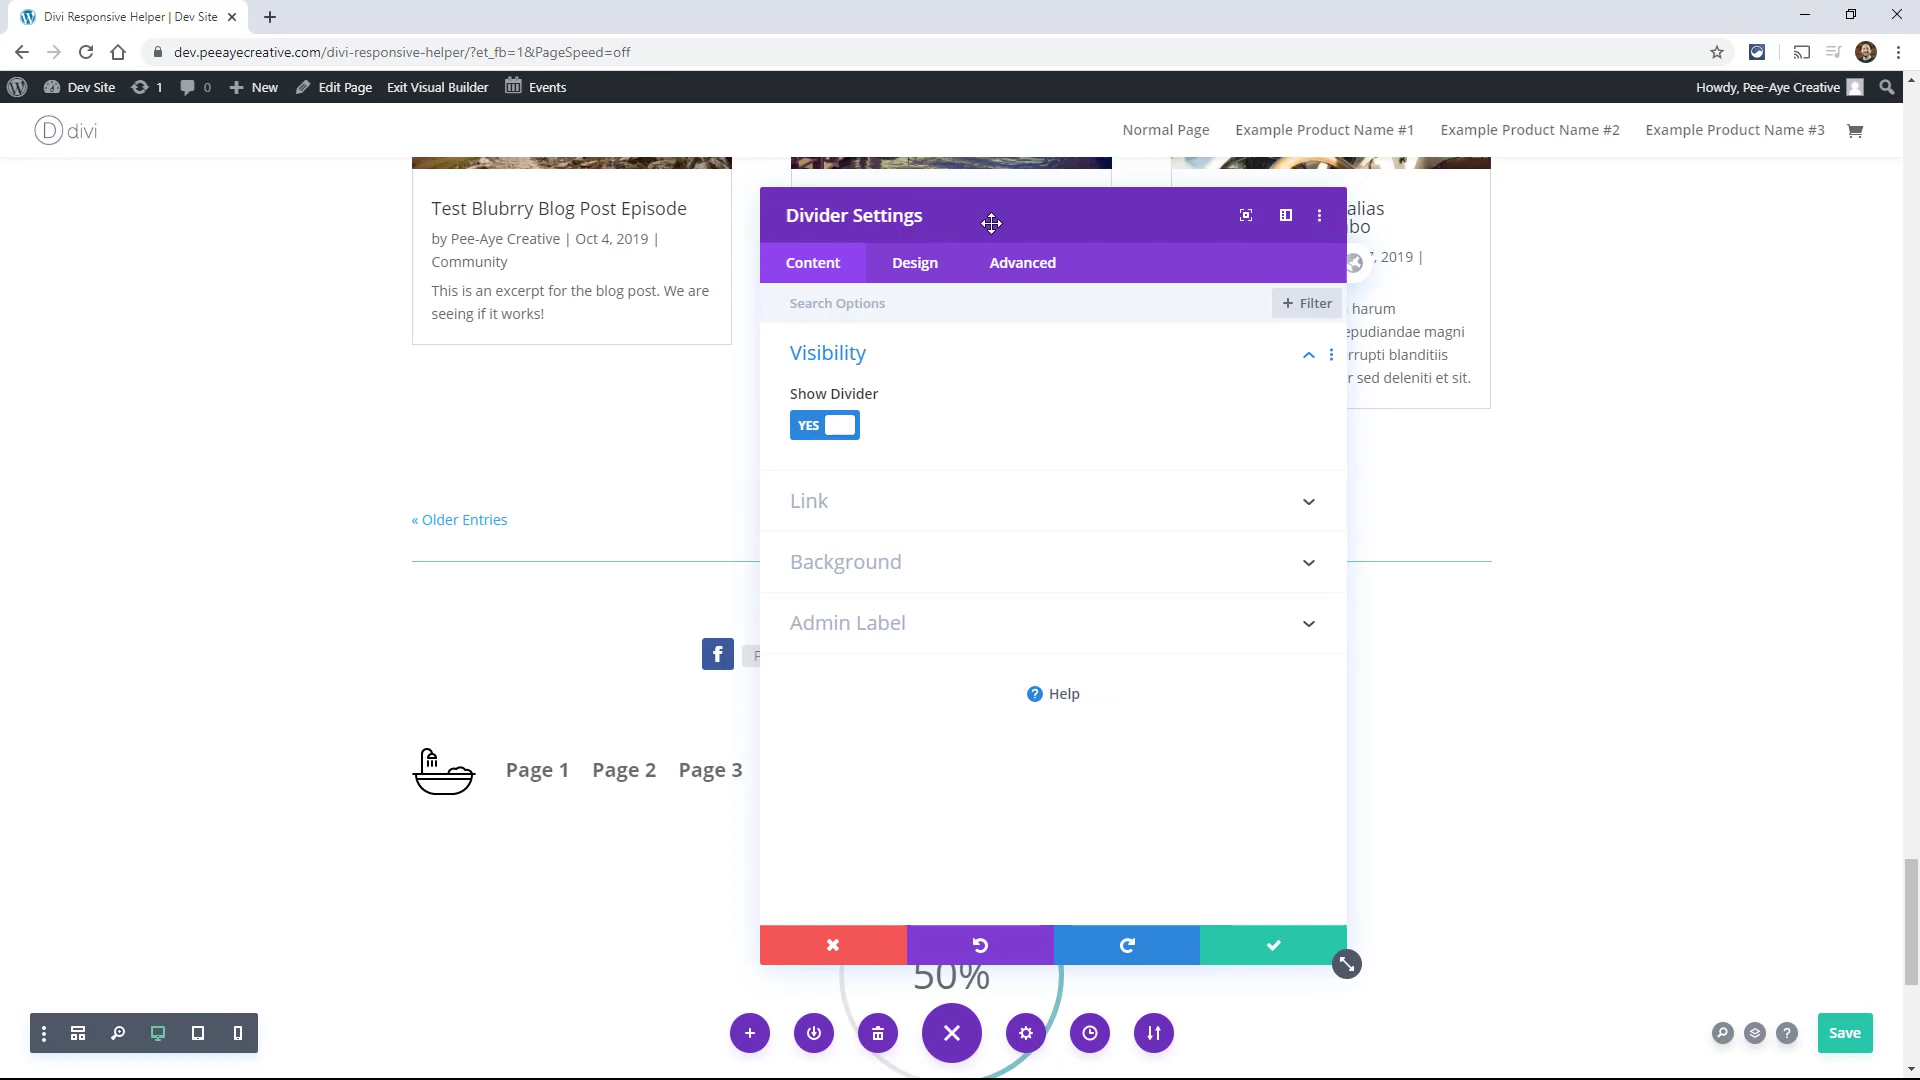 Divi Responsive Helper | Dev Site
dev.peeayecreative.com/divi-responsive-helper/?et_fb=1&PageSpeed=off
Dev Site
1
0
New
Edit Page
Exit Visual Builder
Events
Howdy, Pee-Aye Creative
D divi
Normal Page
Example Product Name #1
Example Product Name #2
Example Product Name #3
Test Blubrry Blog Post Episode
by Pee-Aye Creative | Oct 4, 2019 |
Community
This is an excerpt for the blog post. We are
seeing if it works!
« Older Entries
Divider Settings
Content
Design
Advanced
Search Options
+ Filter
Visibility
Show Divider
YES
Link
Background
Admin Label
Help
alias
, 2019 |
harum
epudiandae magni
rrupti blanditiis
r sed deleniti et sit.
f
Page 1
Page 2
Page 3
50%
Save